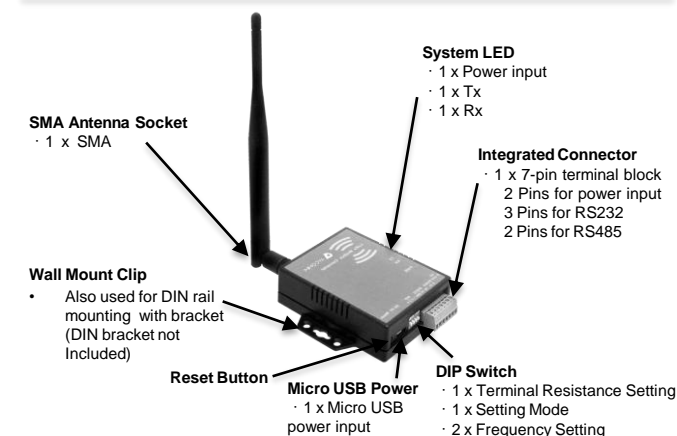 System LED
· 1 x Power input
· 1 x Tx
· 1 x Rx
SMA Antenna Socket
· 1 x SMA
Integrated Connector
· 1 x 7-pin terminal block
2 Pins for power input
3 Pins for RS232
2 Pins for RS485
Wall Mount Clip
• Also used for DIN rail
mounting with bracket
(DIN bracket not
Included)
Reset Button
Micro USB Power
· 1 x Micro USB
power input
DIP Switch
· 1 x Terminal Resistance Setting
· 1 x Setting Mode
· 2 x Frequency Setting